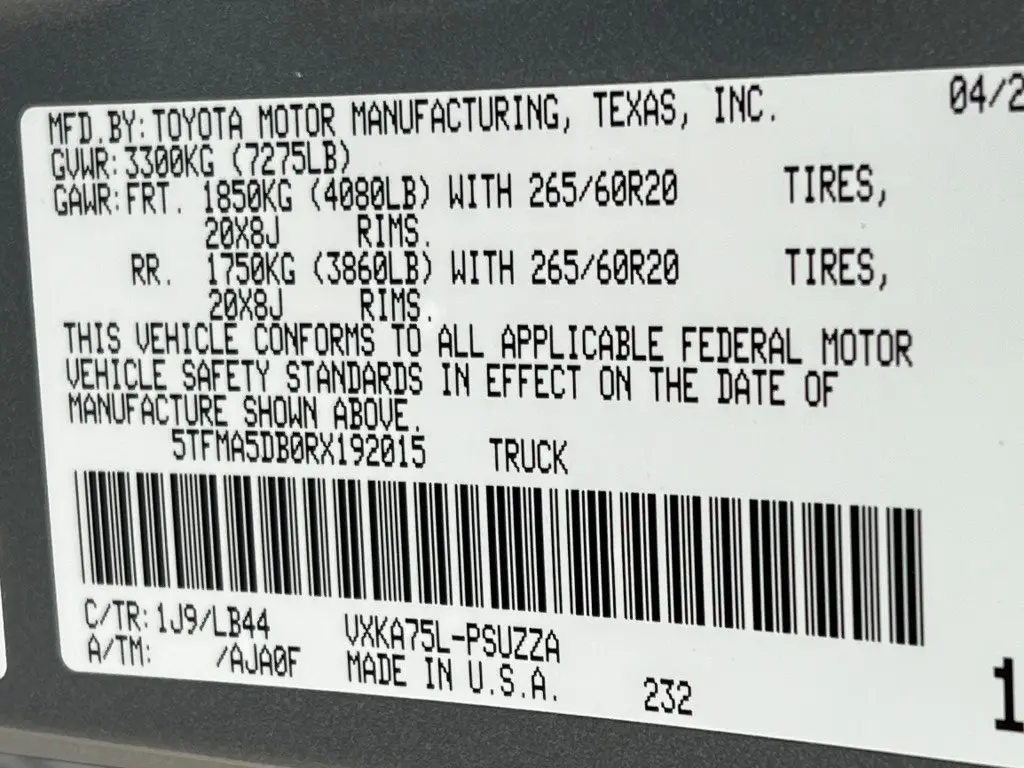 MFD.BY:TOYOTA MOTOR MANUFACTURING, TEXAS, INC. 04/2
GVWR:3300KG (7275LB)
GAWR:FRT. 1850KG (4080LB) WITH 265/60R20 TIRES,
20X8J RIMS.
RR. 1750KG (3860LB) WITH 265/60R20 TIRES,
20X8J RIMS.
THIS VEHICLE CONFORMS TO ALL APPLICABLE FEDERAL MOTOR
VEHICLE SAFETY STANDARDS IN EFFECT ON THE DATE OF
MANUFACTURE SHOWN ABOVE.
5TFMA5DB0RX192015 TRUCK
C/TR:1J9/LB44 VXKA75L-PSUZZA
A/TM: /AJA0F MADE IN U.S.A. 232 1